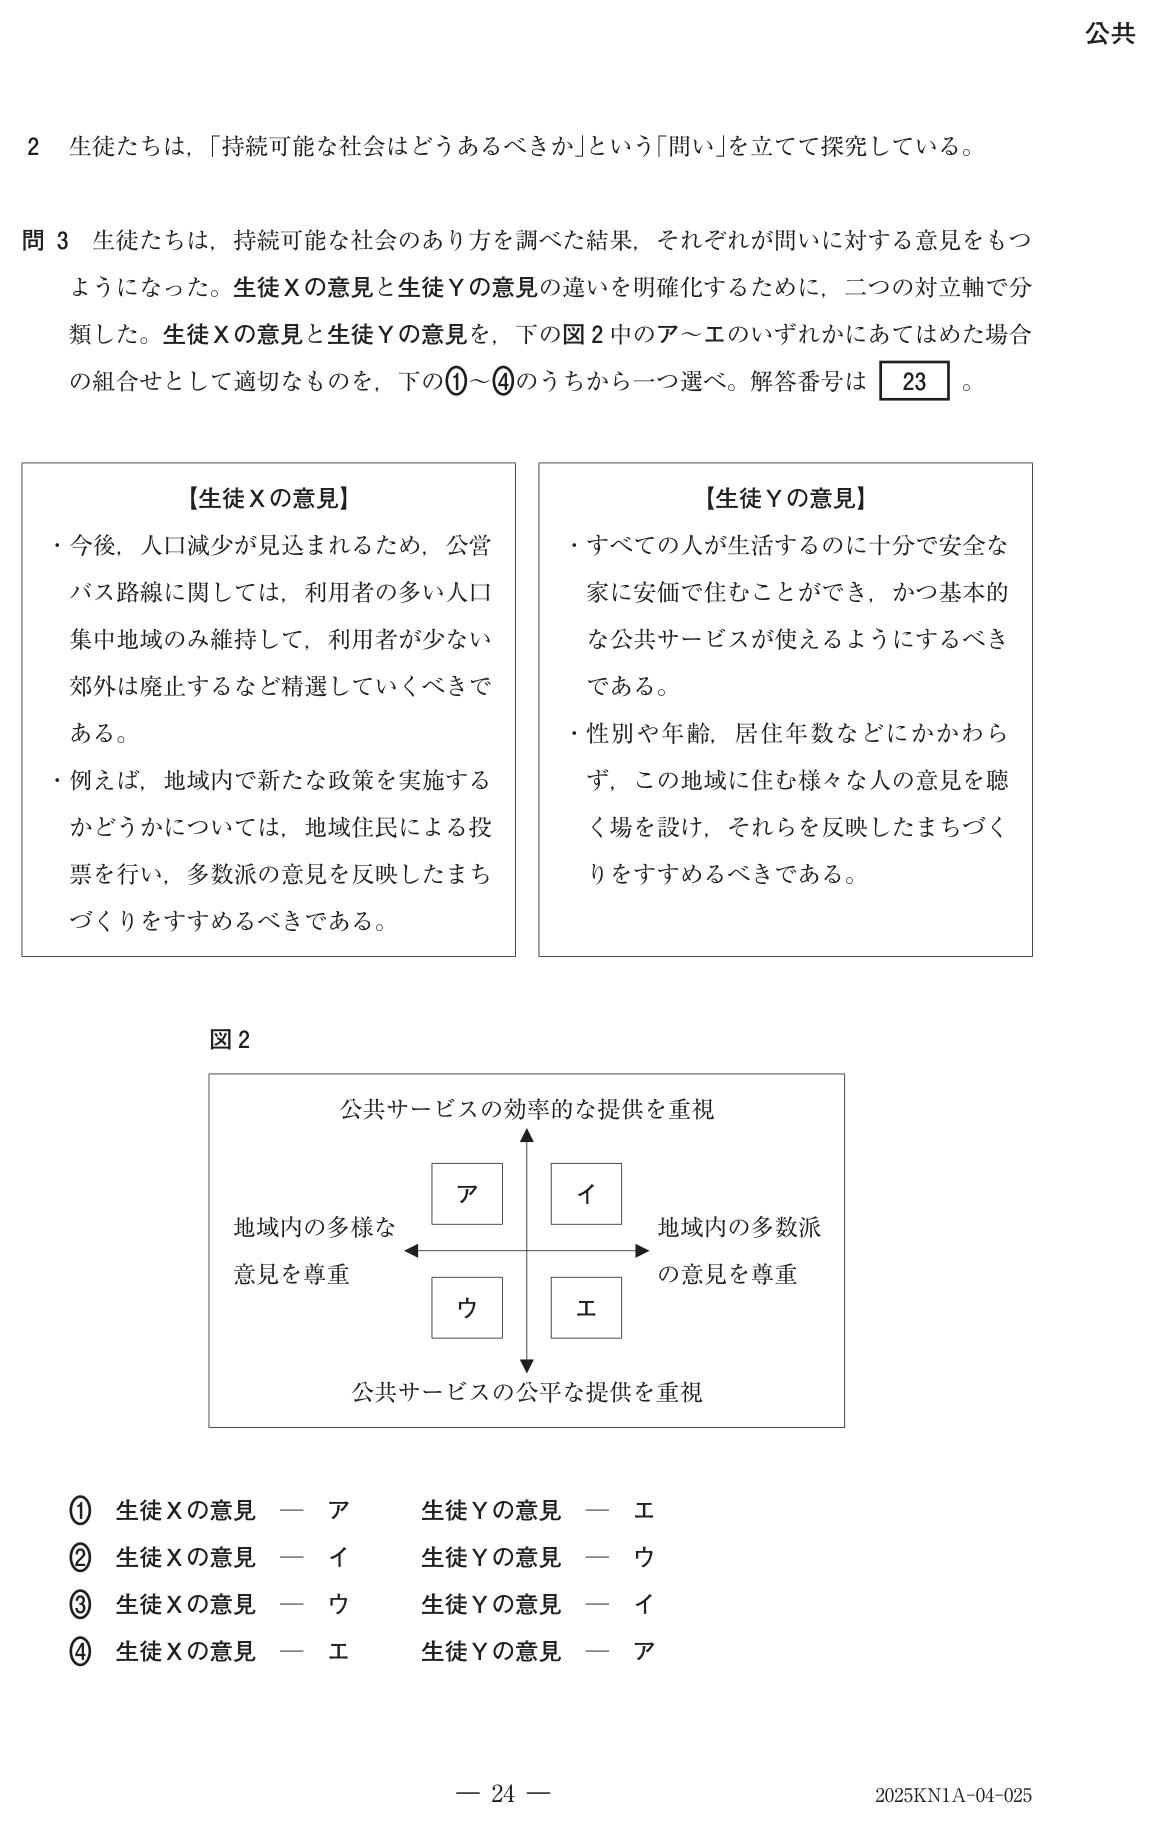 公共
2 生徒たちは，「持続可能な社会はどうあるべきか」という「問い」を立てて探究している。
問 3 生徒たちは，持続可能な社会のあり方を調べた結果，それぞれが問いに対する意見をもつ
ようになった。生徒Xの意見と生徒Yの意見の違いを明確化するために，二つの対立軸で分
類した。生徒Xの意見と生徒Yの意見を，下の図2中のア～エのいずれかにあてはめた場合
の組合せとして適切なものを，下の①～④のうちから一つ選べ。解答番号は 23 。
【生徒Xの意見】
・今後，人口減少が見込まれるため，公営
バス路線に関しては，利用者の多い人口
集中地域のみ維持して，利用者が少ない
郊外は廃止するなど精選していくべきで
ある。
・例えば，地域内で新たな政策を実施する
かどうかについては，地域住民による投
票を行い，多数派の意見を反映したまち
づくりをすすめるべきである。
【生徒Yの意見】
・すべての人が生活するのに十分で安全な
家に安価で住むことができ，かつ基本的
な公共サービスが使えるようにするべき
である。
・性別や年齢，居住年数などにかかわら
ず，この地域に住む様々な人の意見を聴
く場を設け，それらを反映したまちづく
りをすすめるべきである。
図2
公共サービスの効率的な提供を重視
ア イ
地域内の多様な
意見を尊重
地域内の多数派
の意見を尊重
ウ エ
公共サービスの公平な提供を重視
① 生徒Xの意見 ― ア 生徒Yの意見 ― エ
② 生徒Xの意見 ― イ 生徒Yの意見 ― ウ
③ 生徒Xの意見 ― ウ 生徒Yの意見 ― イ
④ 生徒Xの意見 ― エ 生徒Yの意見 ― ア
― 24 ―
2025KN1A-04-025